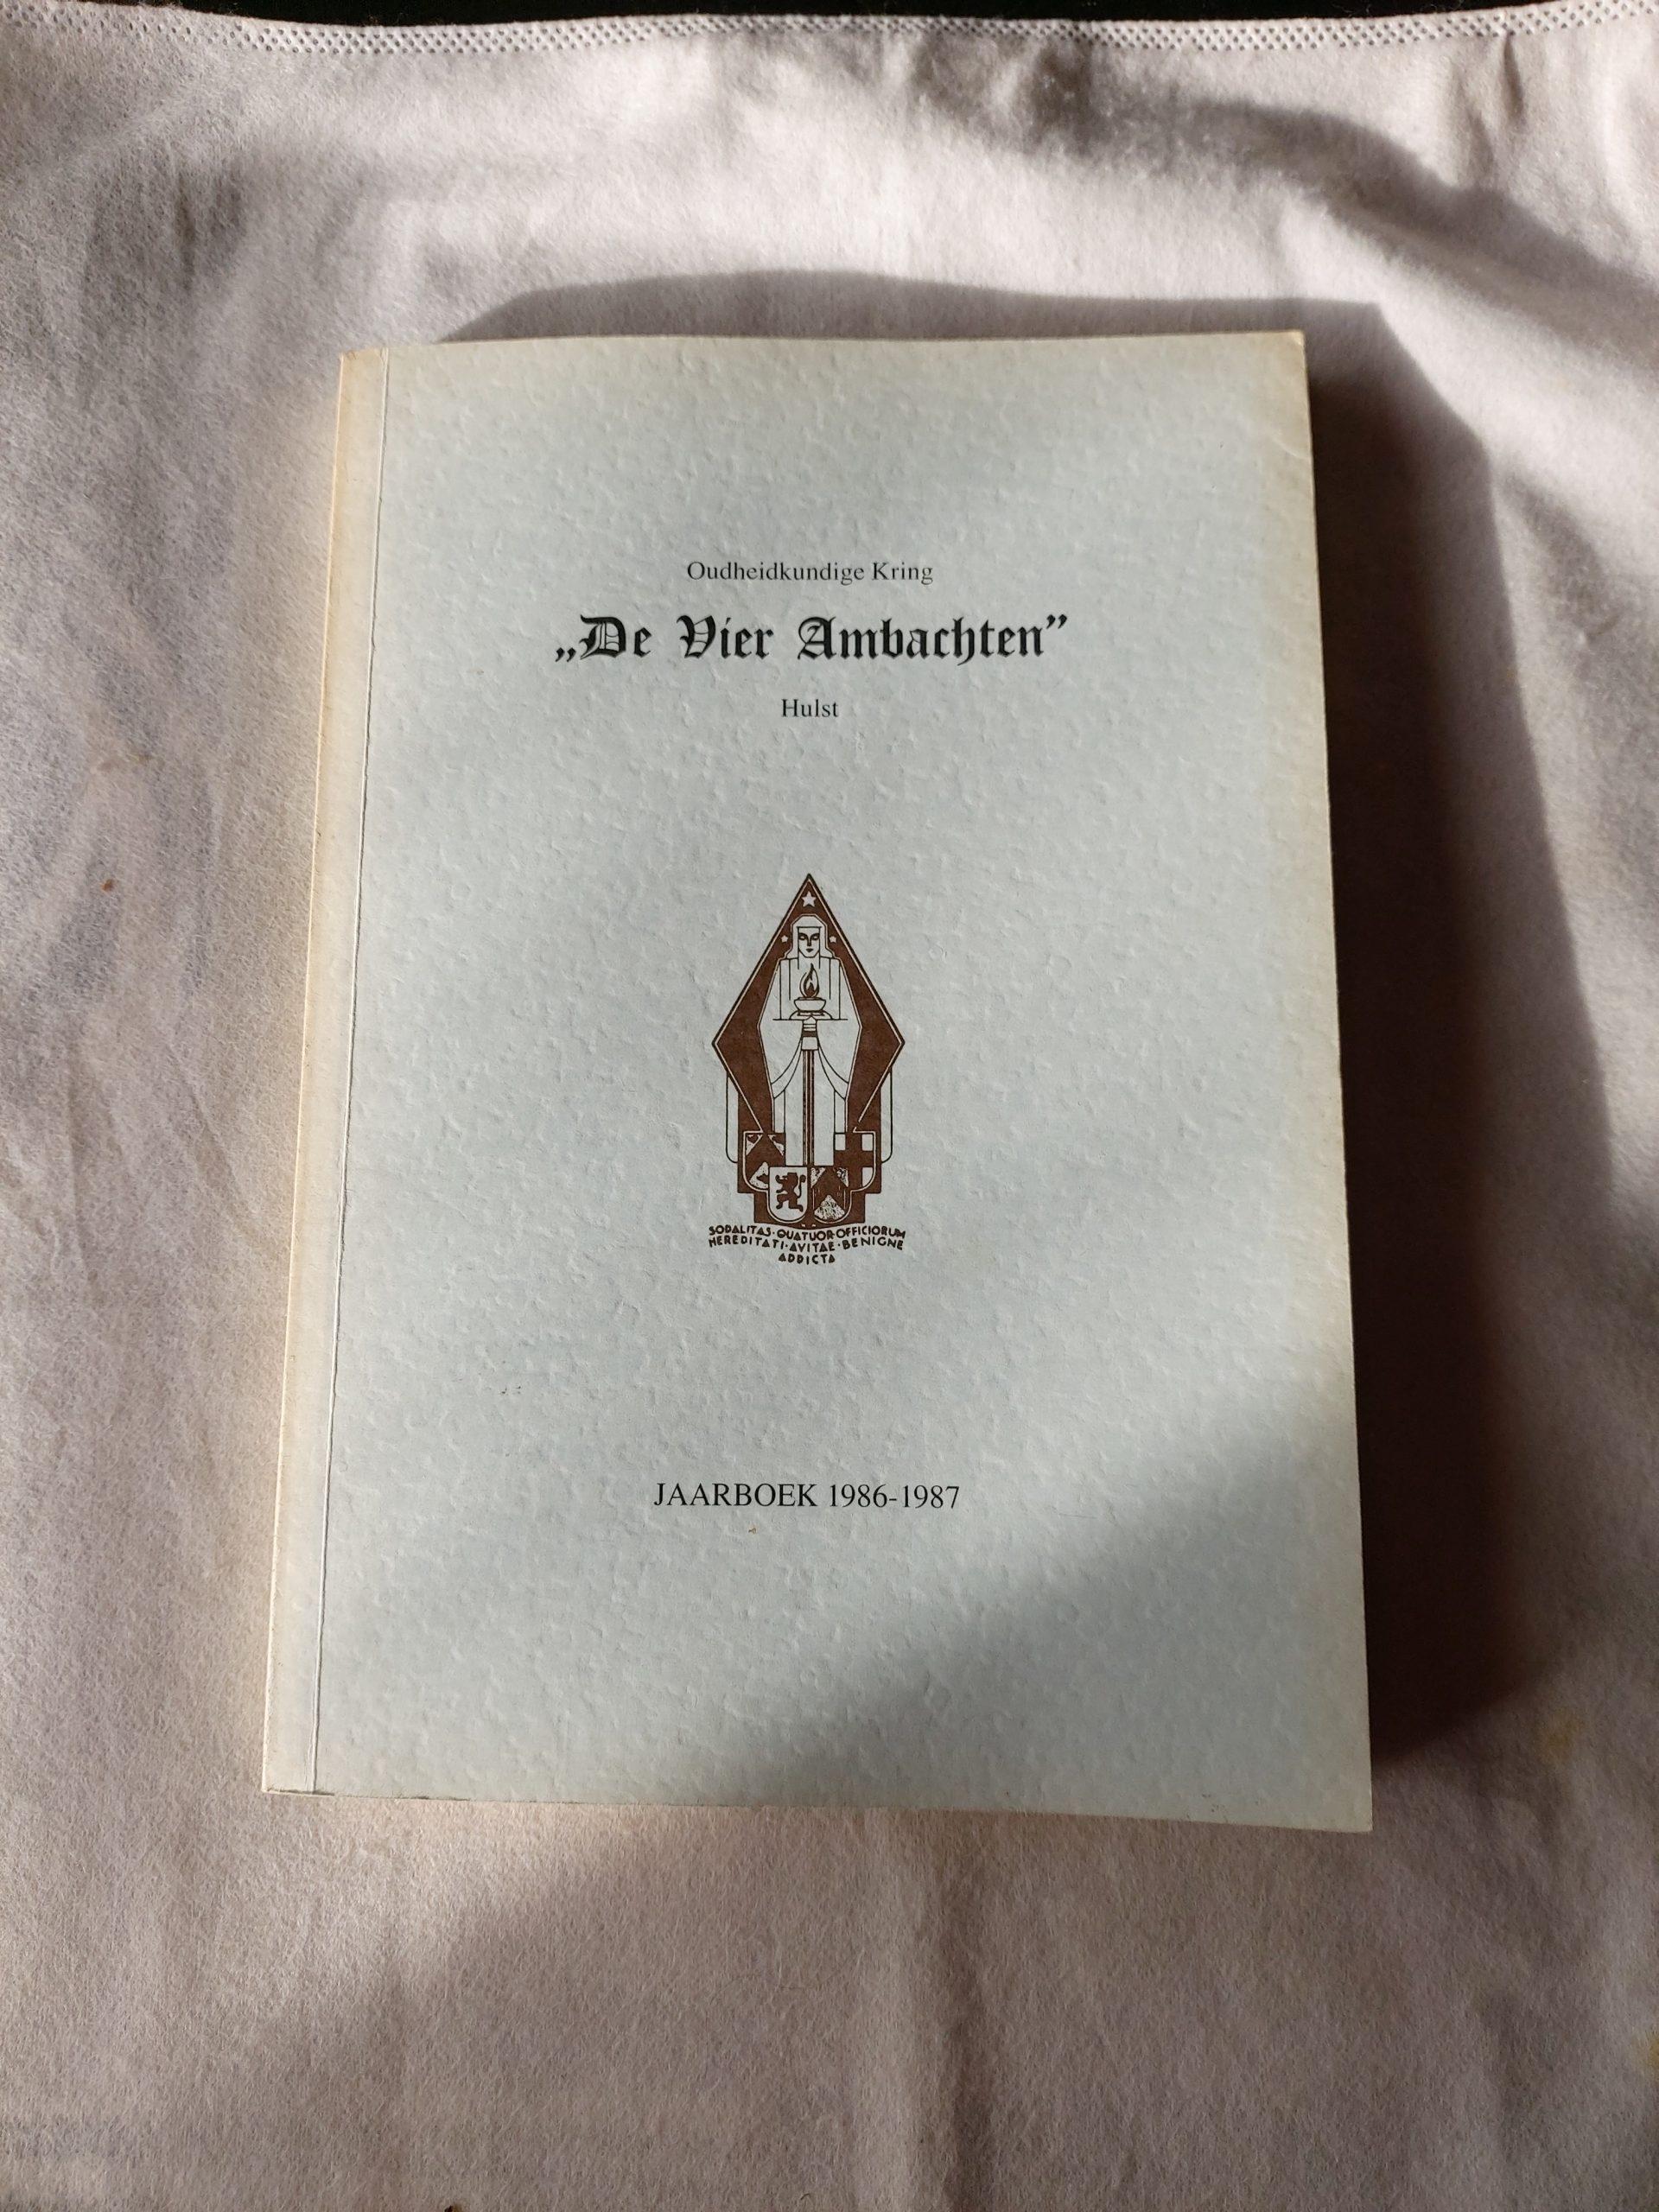 Oudheidkundige Kring
„De Vier Ambachten”
Hulst
SODALITAS·QUATUOR·OFFICIORUM
HEREDITATI·AVITAE·BENIGNE
ADDICTA
JAARBOEK 1986-1987